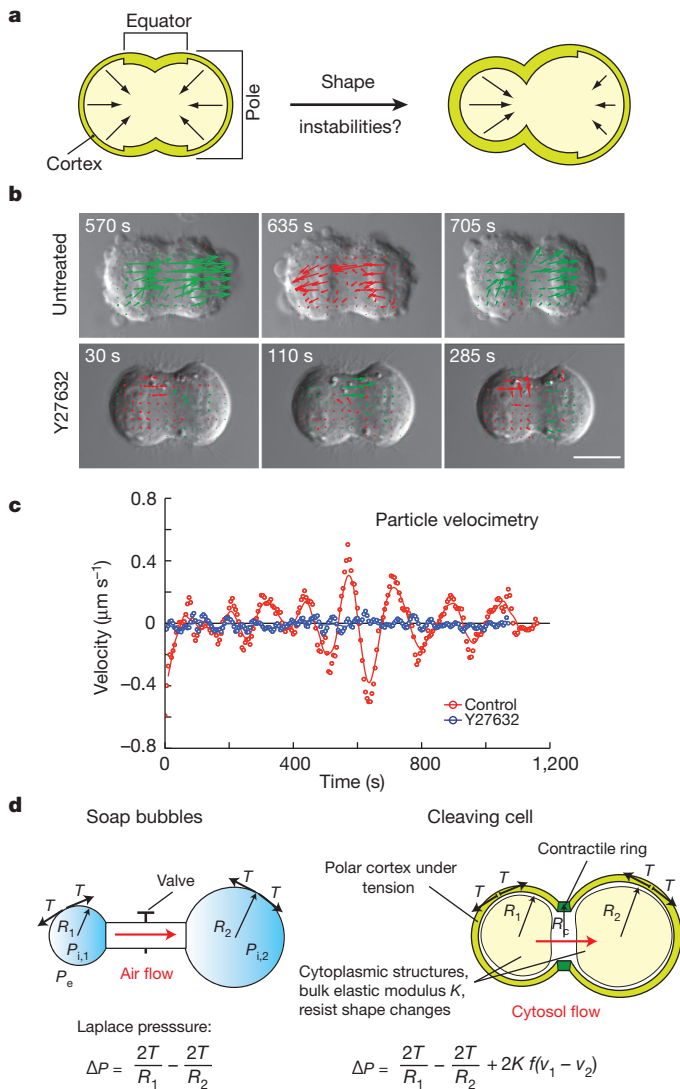 a
Equator
Pole
Cortex
Shape
instabilities?
b
Untreated
570 s
635 s
705 s
Y27632
30 s
110 s
285 s
c
Particle velocimetry
Velocity (μm s⁻¹)
0.8
0.4
0
−0.4
−0.8
Control
Y27632
0
400
800
1,200
Time (s)
d
Soap bubbles
Valve
T
T
R₁
Pᵢ,₁
Pₑ
Air flow
T
T
R₂
Pᵢ,₂
Laplace presssure:
ΔP = 2T/R₁ − 2T/R₂
Cleaving cell
Contractile ring
Polar cortex under
tension
T
T
R₁
R꜀
T
T
R₂
Cytoplasmic structures,
bulk elastic modulus K,
resist shape changes
Cytosol flow
ΔP = 2T/R₁ − 2T/R₂ + 2K f(v₁ − v₂)